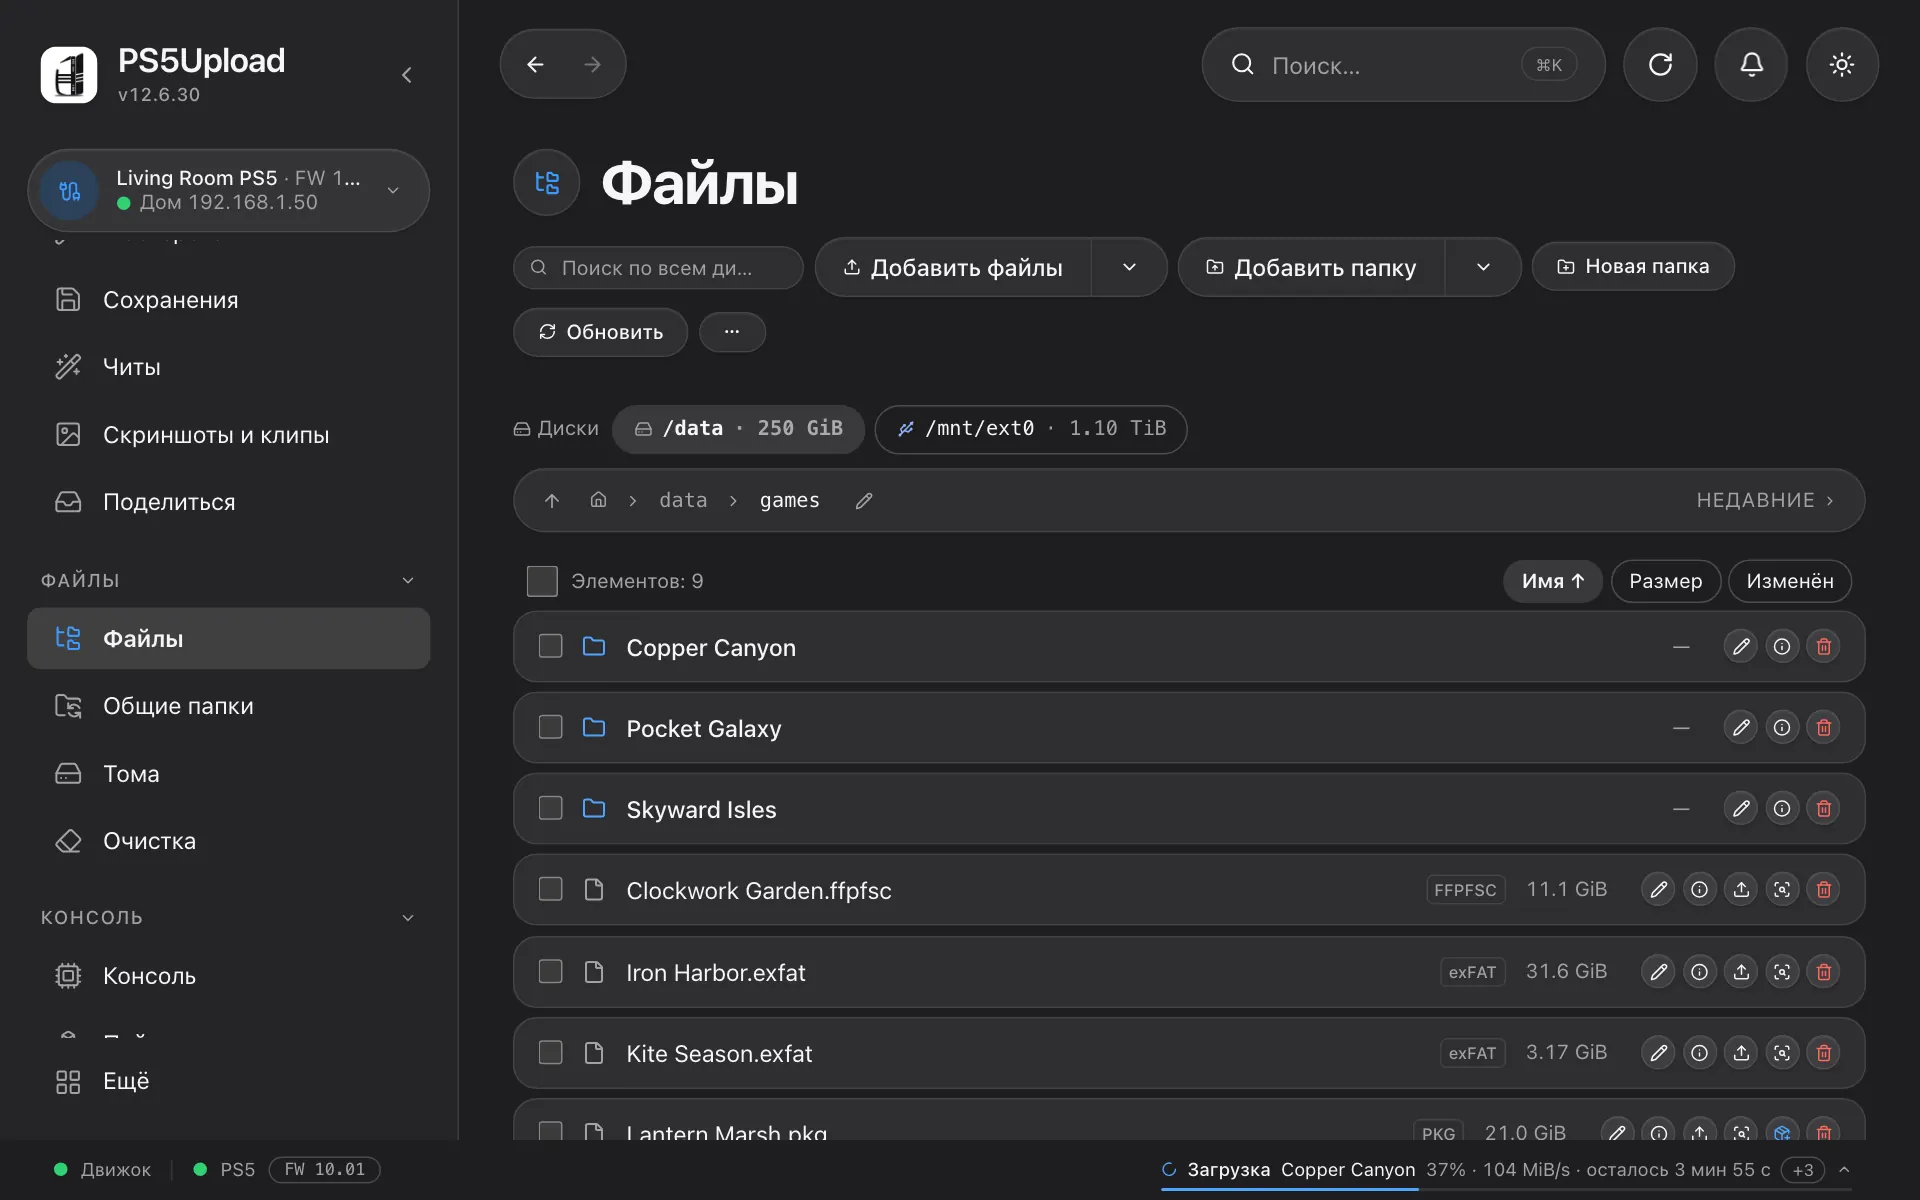 PS5Upload
v12.6.30
Living Room PS5 · FW 1...
Дом 192.168.1.50
Сохранения
Читы
Скриншоты и клипы
Поделиться
ФАЙЛЫ
Файлы
Общие папки
Тома
Очистка
КОНСОЛЬ
Консоль
Ещё
Поиск...
⌘K
Файлы
Поиск по всем ди...
Добавить файлы
Добавить папку
Новая папка
Обновить
···
Диски
/data · 250 GiB
/mnt/ext0 · 1.10 TiB
data › games
НЕДАВНИЕ ›
Элементов: 9
Имя ↑
Размер
Изменён
Copper Canyon —
Pocket Galaxy —
Skyward Isles —
Clockwork Garden.ffpfsc FFPFSC 11.1 GiB
Iron Harbor.exfat exFAT 31.6 GiB
Kite Season.exfat exFAT 3.17 GiB
Lantern Marsh.pkg PKG 21.0 GiB
Движок
PS5
FW 10.01
Загрузка Copper Canyon 37% · 104 MiB/s · осталось 3 мин 55 с +3